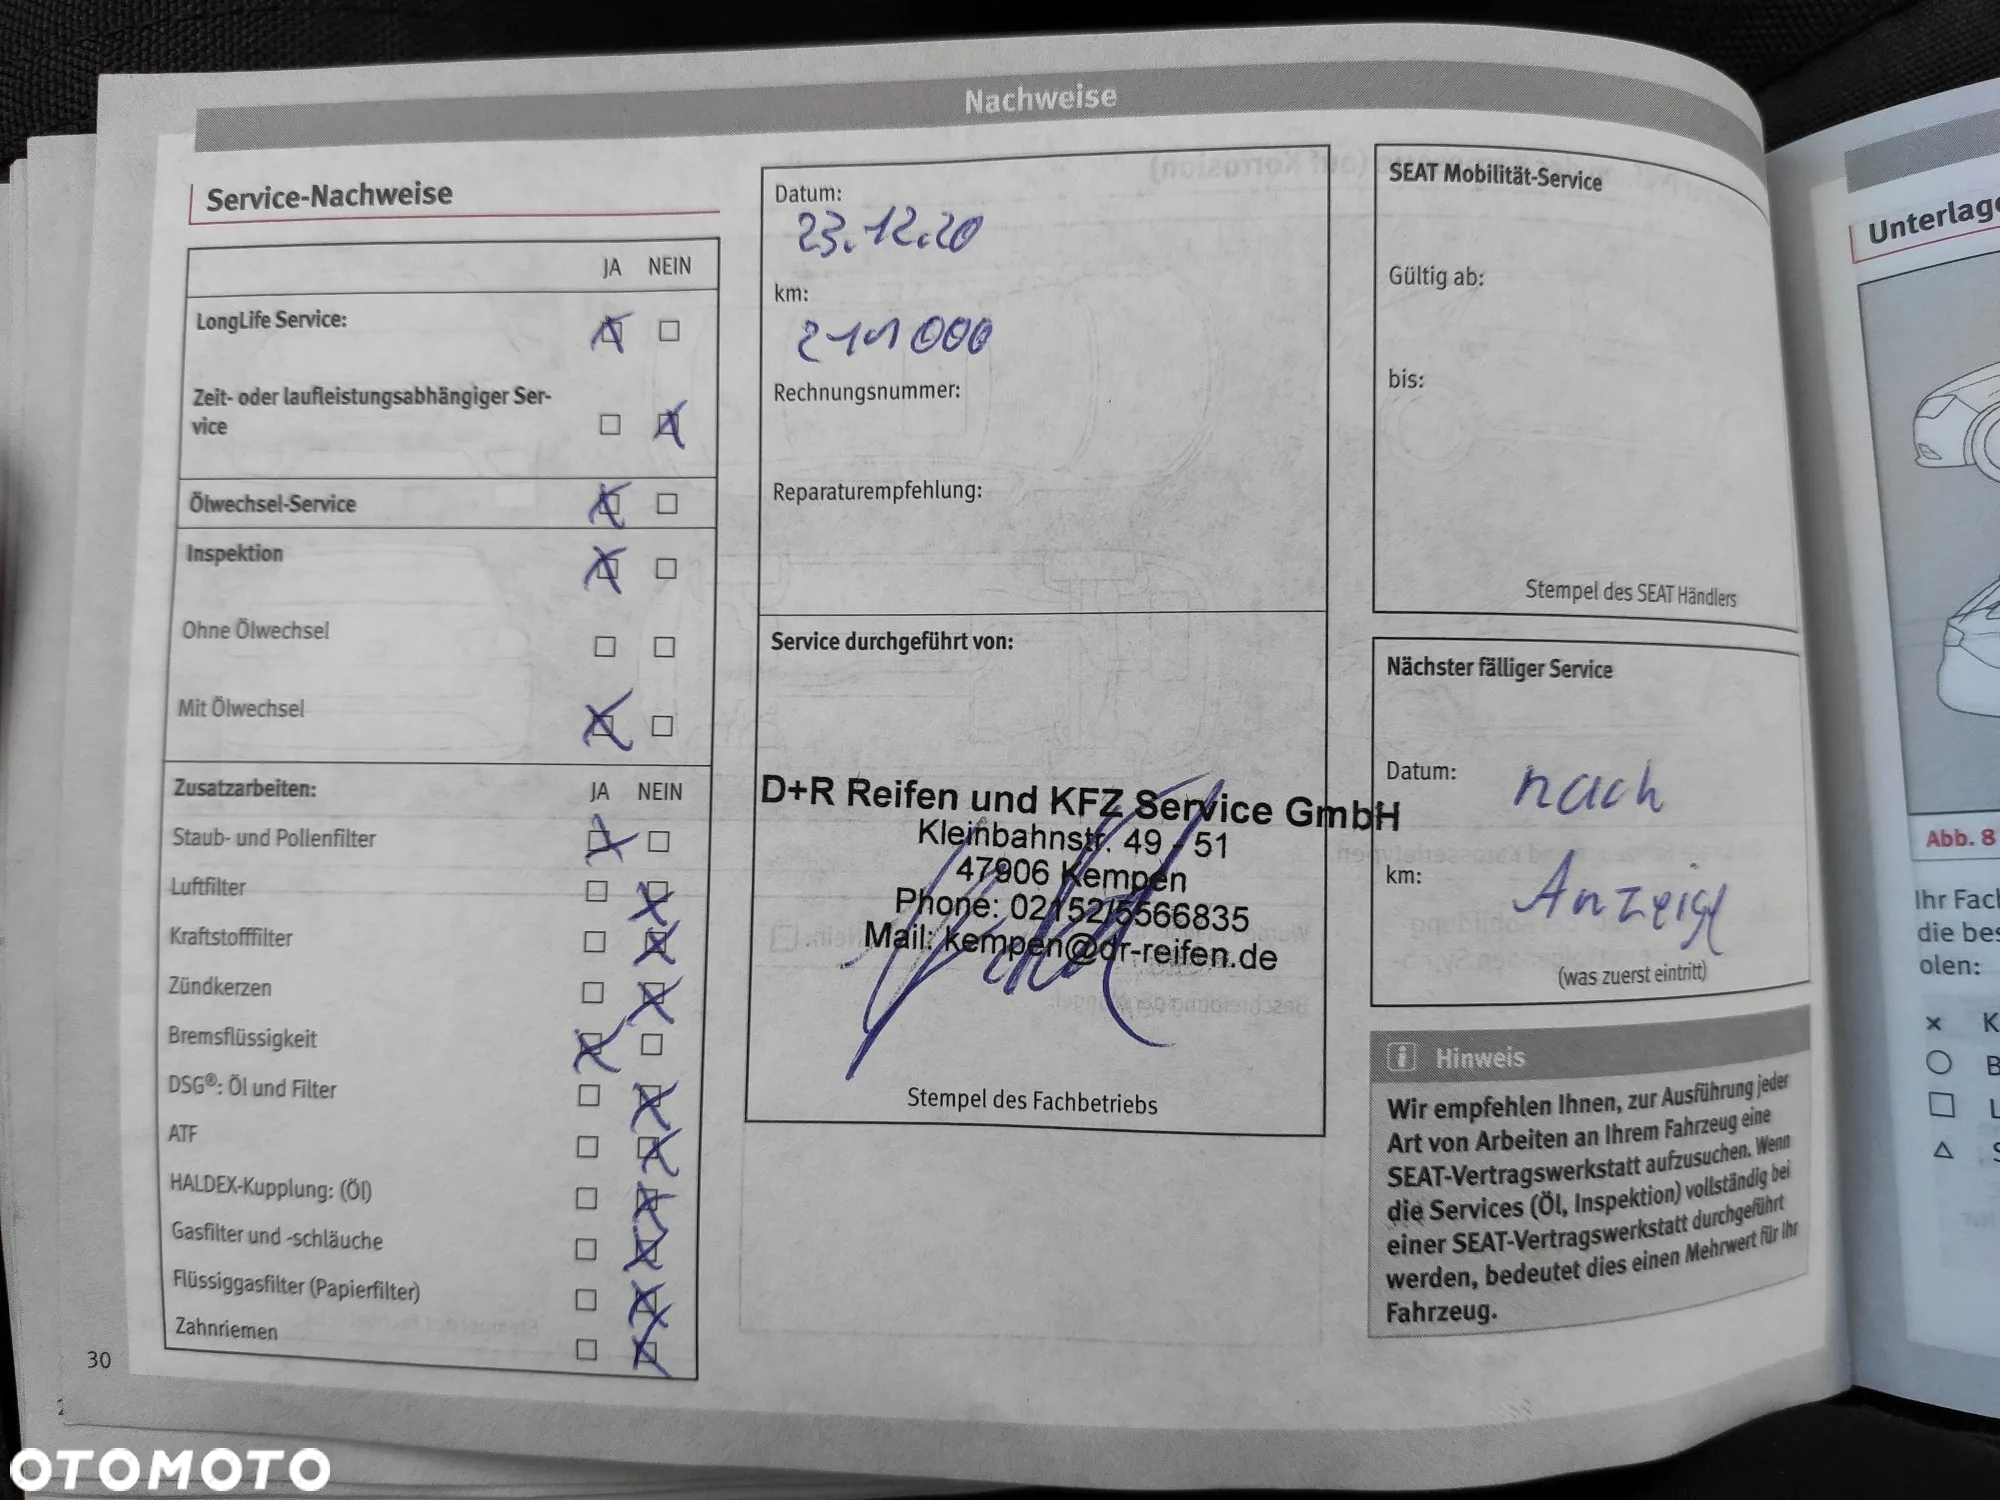 Nachweise
Service-Nachweise
JA NEIN
LongLife Service:
Zeit- oder laufleistungsabhängiger Ser-
vice
Ölwechsel-Service
Inspektion
Ohne Ölwechsel
Mit Ölwechsel
Zusatzarbeiten: JA NEIN
Staub- und Pollenfilter
Luftfilter
Kraftstofffilter
Zündkerzen
Bremsflüssigkeit
DSG®: Öl und Filter
ATF
HALDEX-Kupplung: (Öl)
Gasfilter und -schläuche
Flüssiggasfilter (Papierfilter)
Zahnriemen
30
Datum:
23.12.20
km:
211000
Rechnungsnummer:
Reparaturempfehlung:
Service durchgeführt von:
D+R Reifen und KFZ Service GmbH
Kleinbahnstr. 49 - 51
47906 Kempen
Phone: 02152/5566835
Mail: kempen@dr-reifen.de
Stempel des Fachbetriebs
SEAT Mobilität-Service
Gültig ab:
bis:
Stempel des SEAT Händlers
Nächster fälliger Service
Datum: nach
km: Anzeige
(was zuerst eintritt)
i Hinweis
Wir empfehlen Ihnen, zur Ausführung jeder
Art von Arbeiten an Ihrem Fahrzeug eine
SEAT-Vertragswerkstatt aufzusuchen. Wenn
die Services (Öl, Inspektion) vollständig bei
einer SEAT-Vertragswerkstatt durchgeführt
werden, bedeutet dies einen Mehrwert für Ihr
Fahrzeug.
Unterlag
Abb. 8
Ihr Fac
die bes
olen:
K
B
L
S
OTOMOTO